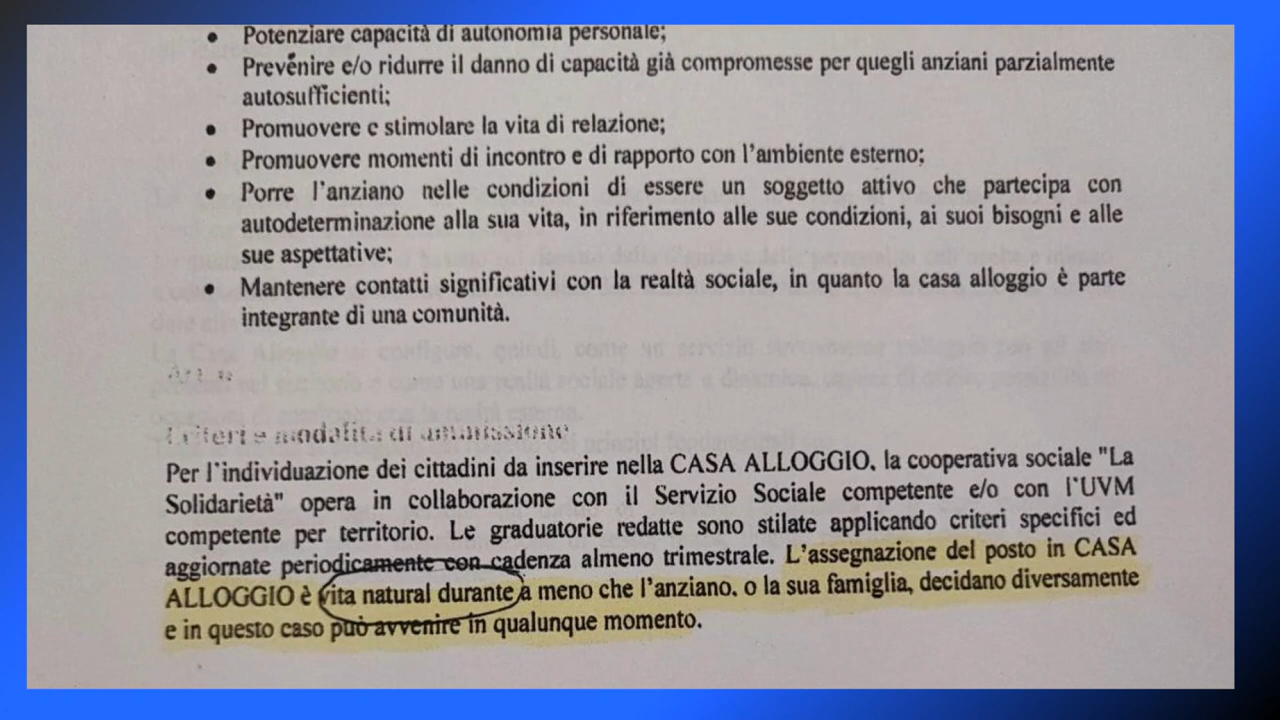 Potenziare capacità di autonomia personale;
Prevenire e/o ridurre il danno di capacità già compromesse per quegli anziani parzialmente
autosufficienti;
Promuovere e stimolare la vita di relazione;
Promuovere momenti di incontro e di rapporto con l'ambiente esterno;
Porre l'anziano nelle condizioni di essere un soggetto attivo che partecipa con
autodeterminazione alla sua vita, in riferimento alle sue condizioni, ai suoi bisogni e alle
sue aspettative;
Mantenere contatti significativi con la realtà sociale, in quanto la casa alloggio è parte
integrante di una comunità.
Criteri e modalità di ammissione
Per l'individuazione dei cittadini da inserire nella CASA ALLOGGIO, la cooperativa sociale "La
Solidarietà" opera in collaborazione con il Servizio Sociale competente e/o con l'UVM
competente per territorio. Le graduatorie redatte sono stilate applicando criteri specifici ed
aggiornate periodicamente con cadenza almeno trimestrale. L'assegnazione del posto in CASA
ALLOGGIO è vita natural durante a meno che l'anziano, o la sua famiglia, decidano diversamente
e in questo caso può avvenire in qualunque momento.